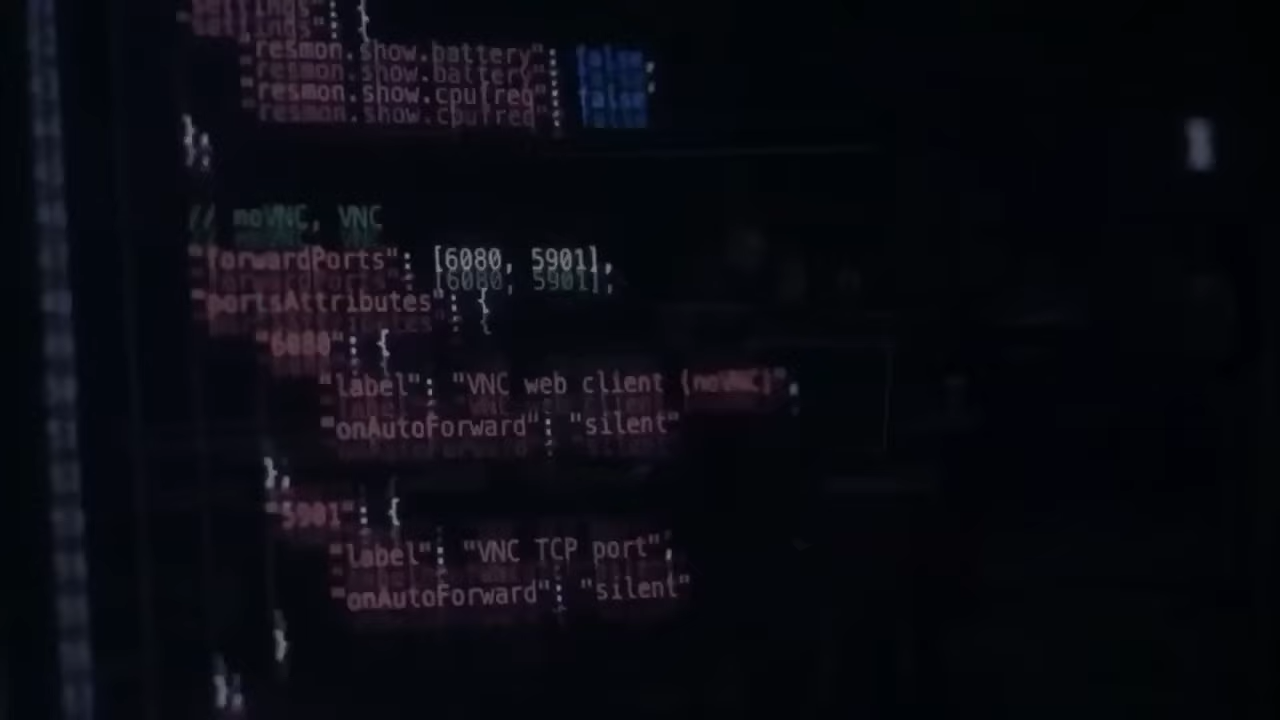 settings": {
"resmon.show.battery": false,
"resmon.show.cpufreq": false
},
// noVNC, VNC
"forwardPorts": [6080, 5901],
"portsAttributes": {
"6080": {
"label": "VNC web client (noVNC)",
"onAutoForward": "silent"
},
"5901": {
"label": "VNC TCP port",
"onAutoForward": "silent"
}
},